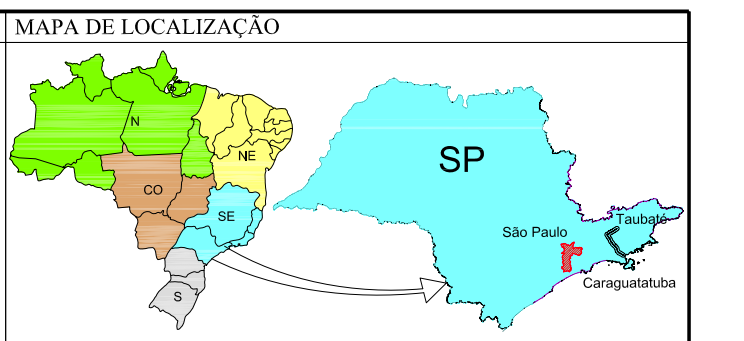 MAPA DE LOCALIZAÇÃO
N
NE
CO
SE
S
SP
São Paulo
Taubaté
Caraguatatuba